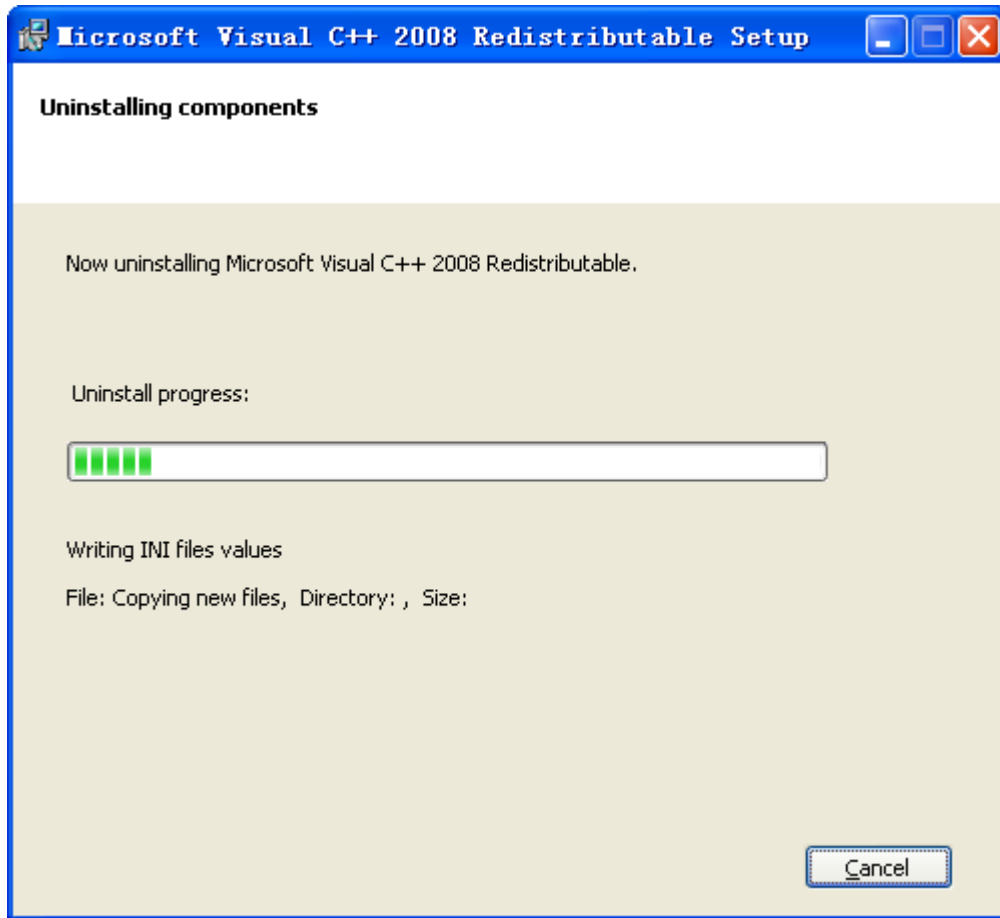 Microsoft Visual C++ 2008 Redistributable Setup
Uninstalling components
Now uninstalling Microsoft Visual C++ 2008 Redistributable.
Uninstall progress:
Writing INI files values
File: Copying new files,  Directory: ,  Size:
Cancel